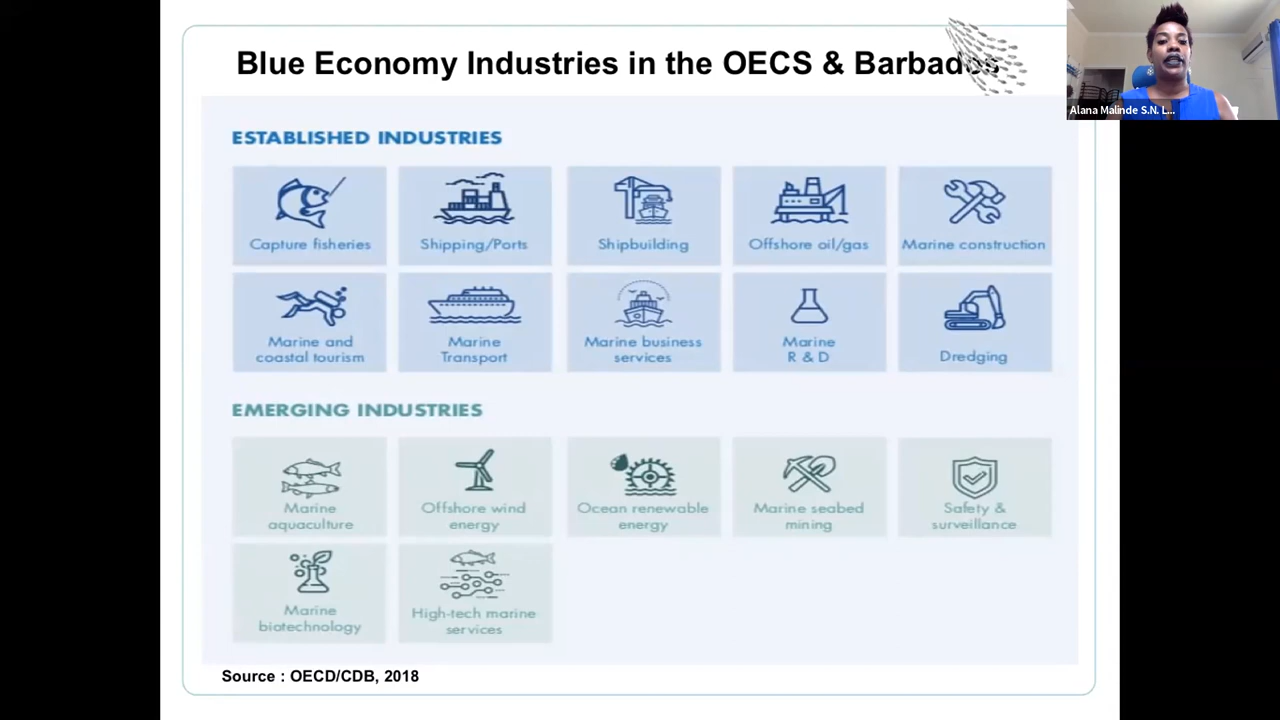 Blue Economy Industries in the OECS & Barbados
Alana Malinde S.N. L...
ESTABLISHED INDUSTRIES
Capture fisheries
Shipping/Ports
Shipbuilding
Offshore oil/gas
Marine construction
Marine and
coastal tourism
Marine
Transport
Marine business
services
Marine
R & D
Dredging
EMERGING INDUSTRIES
Marine
aquaculture
Offshore wind
energy
Ocean renewable
energy
Marine seabed
mining
Safety &
surveillance
Marine
biotechnology
High-tech marine
services
Source : OECD/CDB, 2018